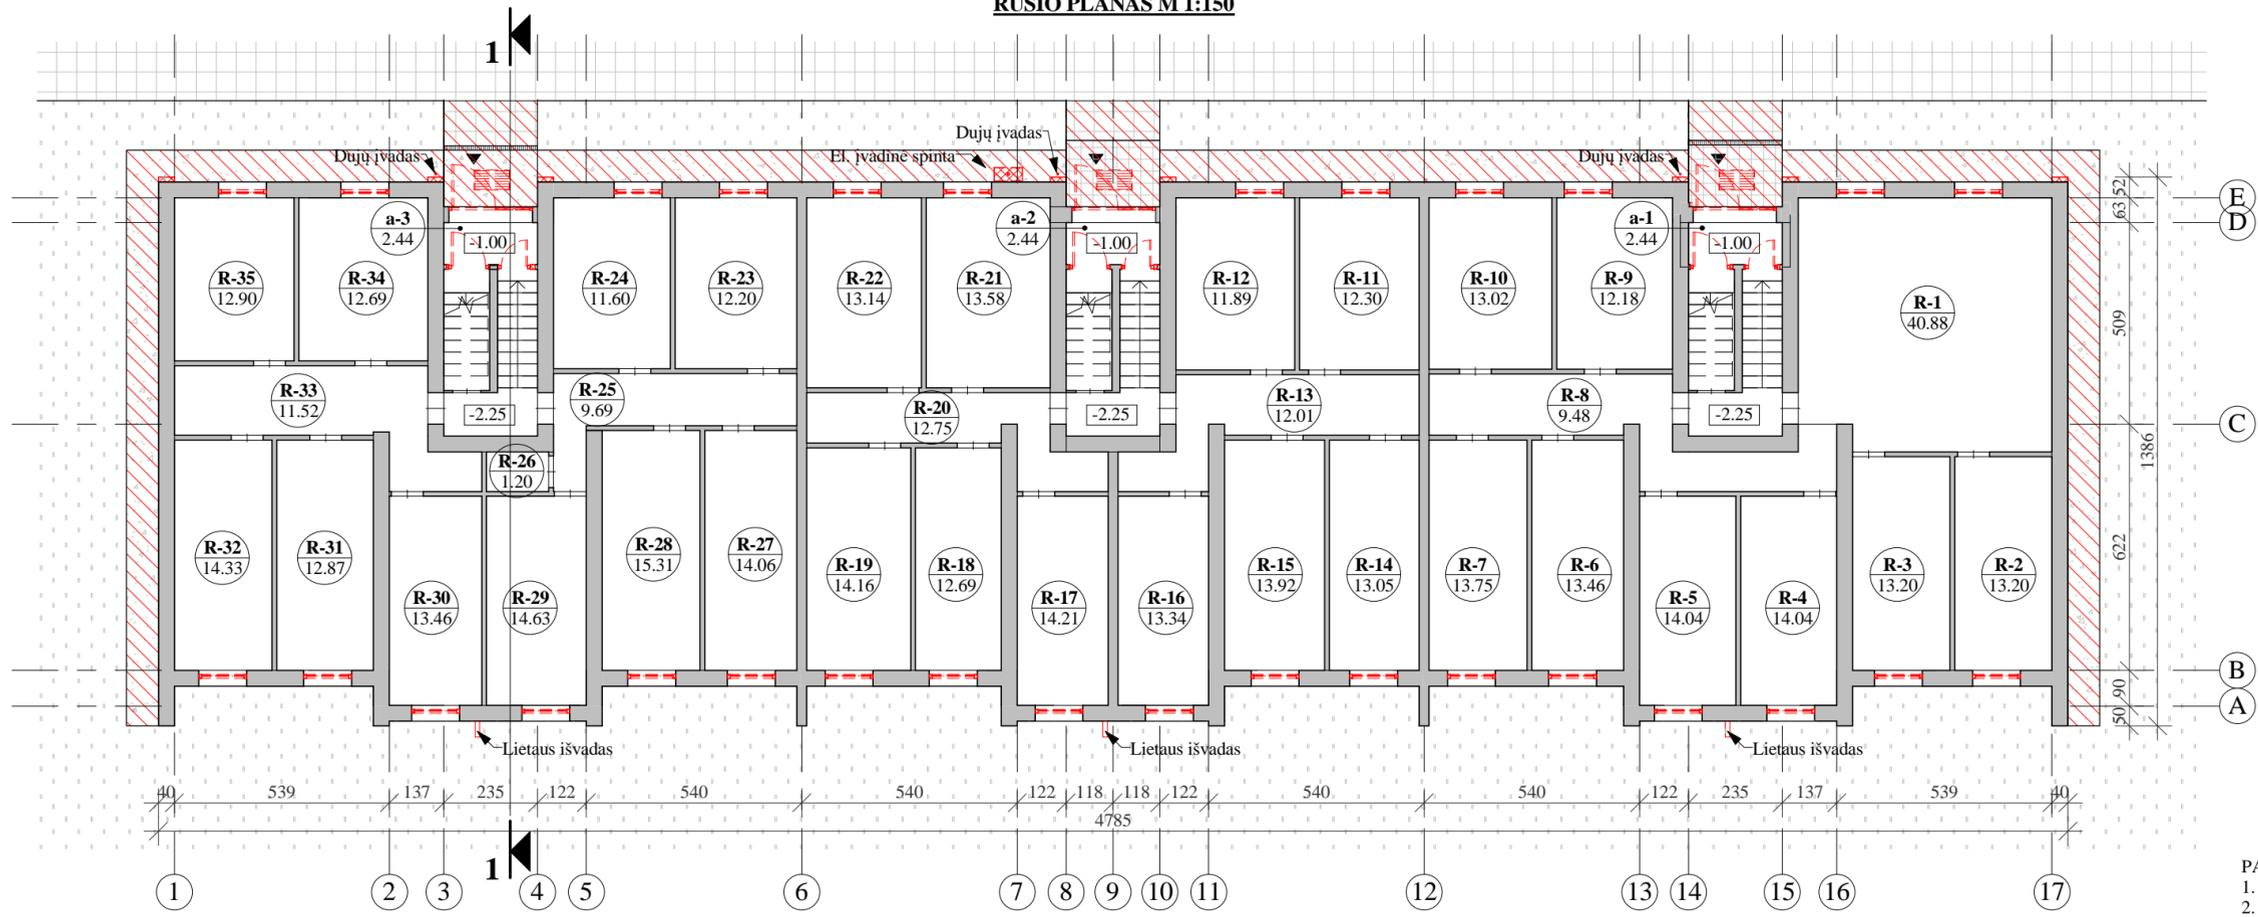 RŪSIO PLANAS M 1:150
1
Dujų įvadas
El. įvadinė spinta
Dujų įvadas
Dujų įvadas
a-3
2.44
-1.00
a-2
2.44
-1.00
a-1
2.44
-1.00
R-35
12.90
R-34
12.69
R-24
11.60
R-23
12.20
R-22
13.14
R-21
13.58
R-12
11.89
R-11
12.30
R-10
13.02
R-9
12.18
R-1
40.88
R-33
11.52
-2.25
R-25
9.69
R-20
12.75
-2.25
R-13
12.01
R-8
9.48
-2.25
R-26
1.20
R-32
14.33
R-31
12.87
R-30
13.46
R-29
14.63
R-28
15.31
R-27
14.06
R-19
14.16
R-18
12.69
R-17
14.21
R-16
13.34
R-15
13.92
R-14
13.05
R-7
13.75
R-6
13.46
R-5
14.04
R-4
14.04
R-3
13.20
R-2
13.20
52
63
509
622
90
50
1386
E
D
C
B
A
Lietaus išvadas
Lietaus išvadas
Lietaus išvadas
40 539 137 235 122 540 540 122 118 118 122 540 540 122 235 137 539 40
4785
1
1 2 3 4 5 6 7 8 9 10 11 12 13 14 15 16 17
1.
2.